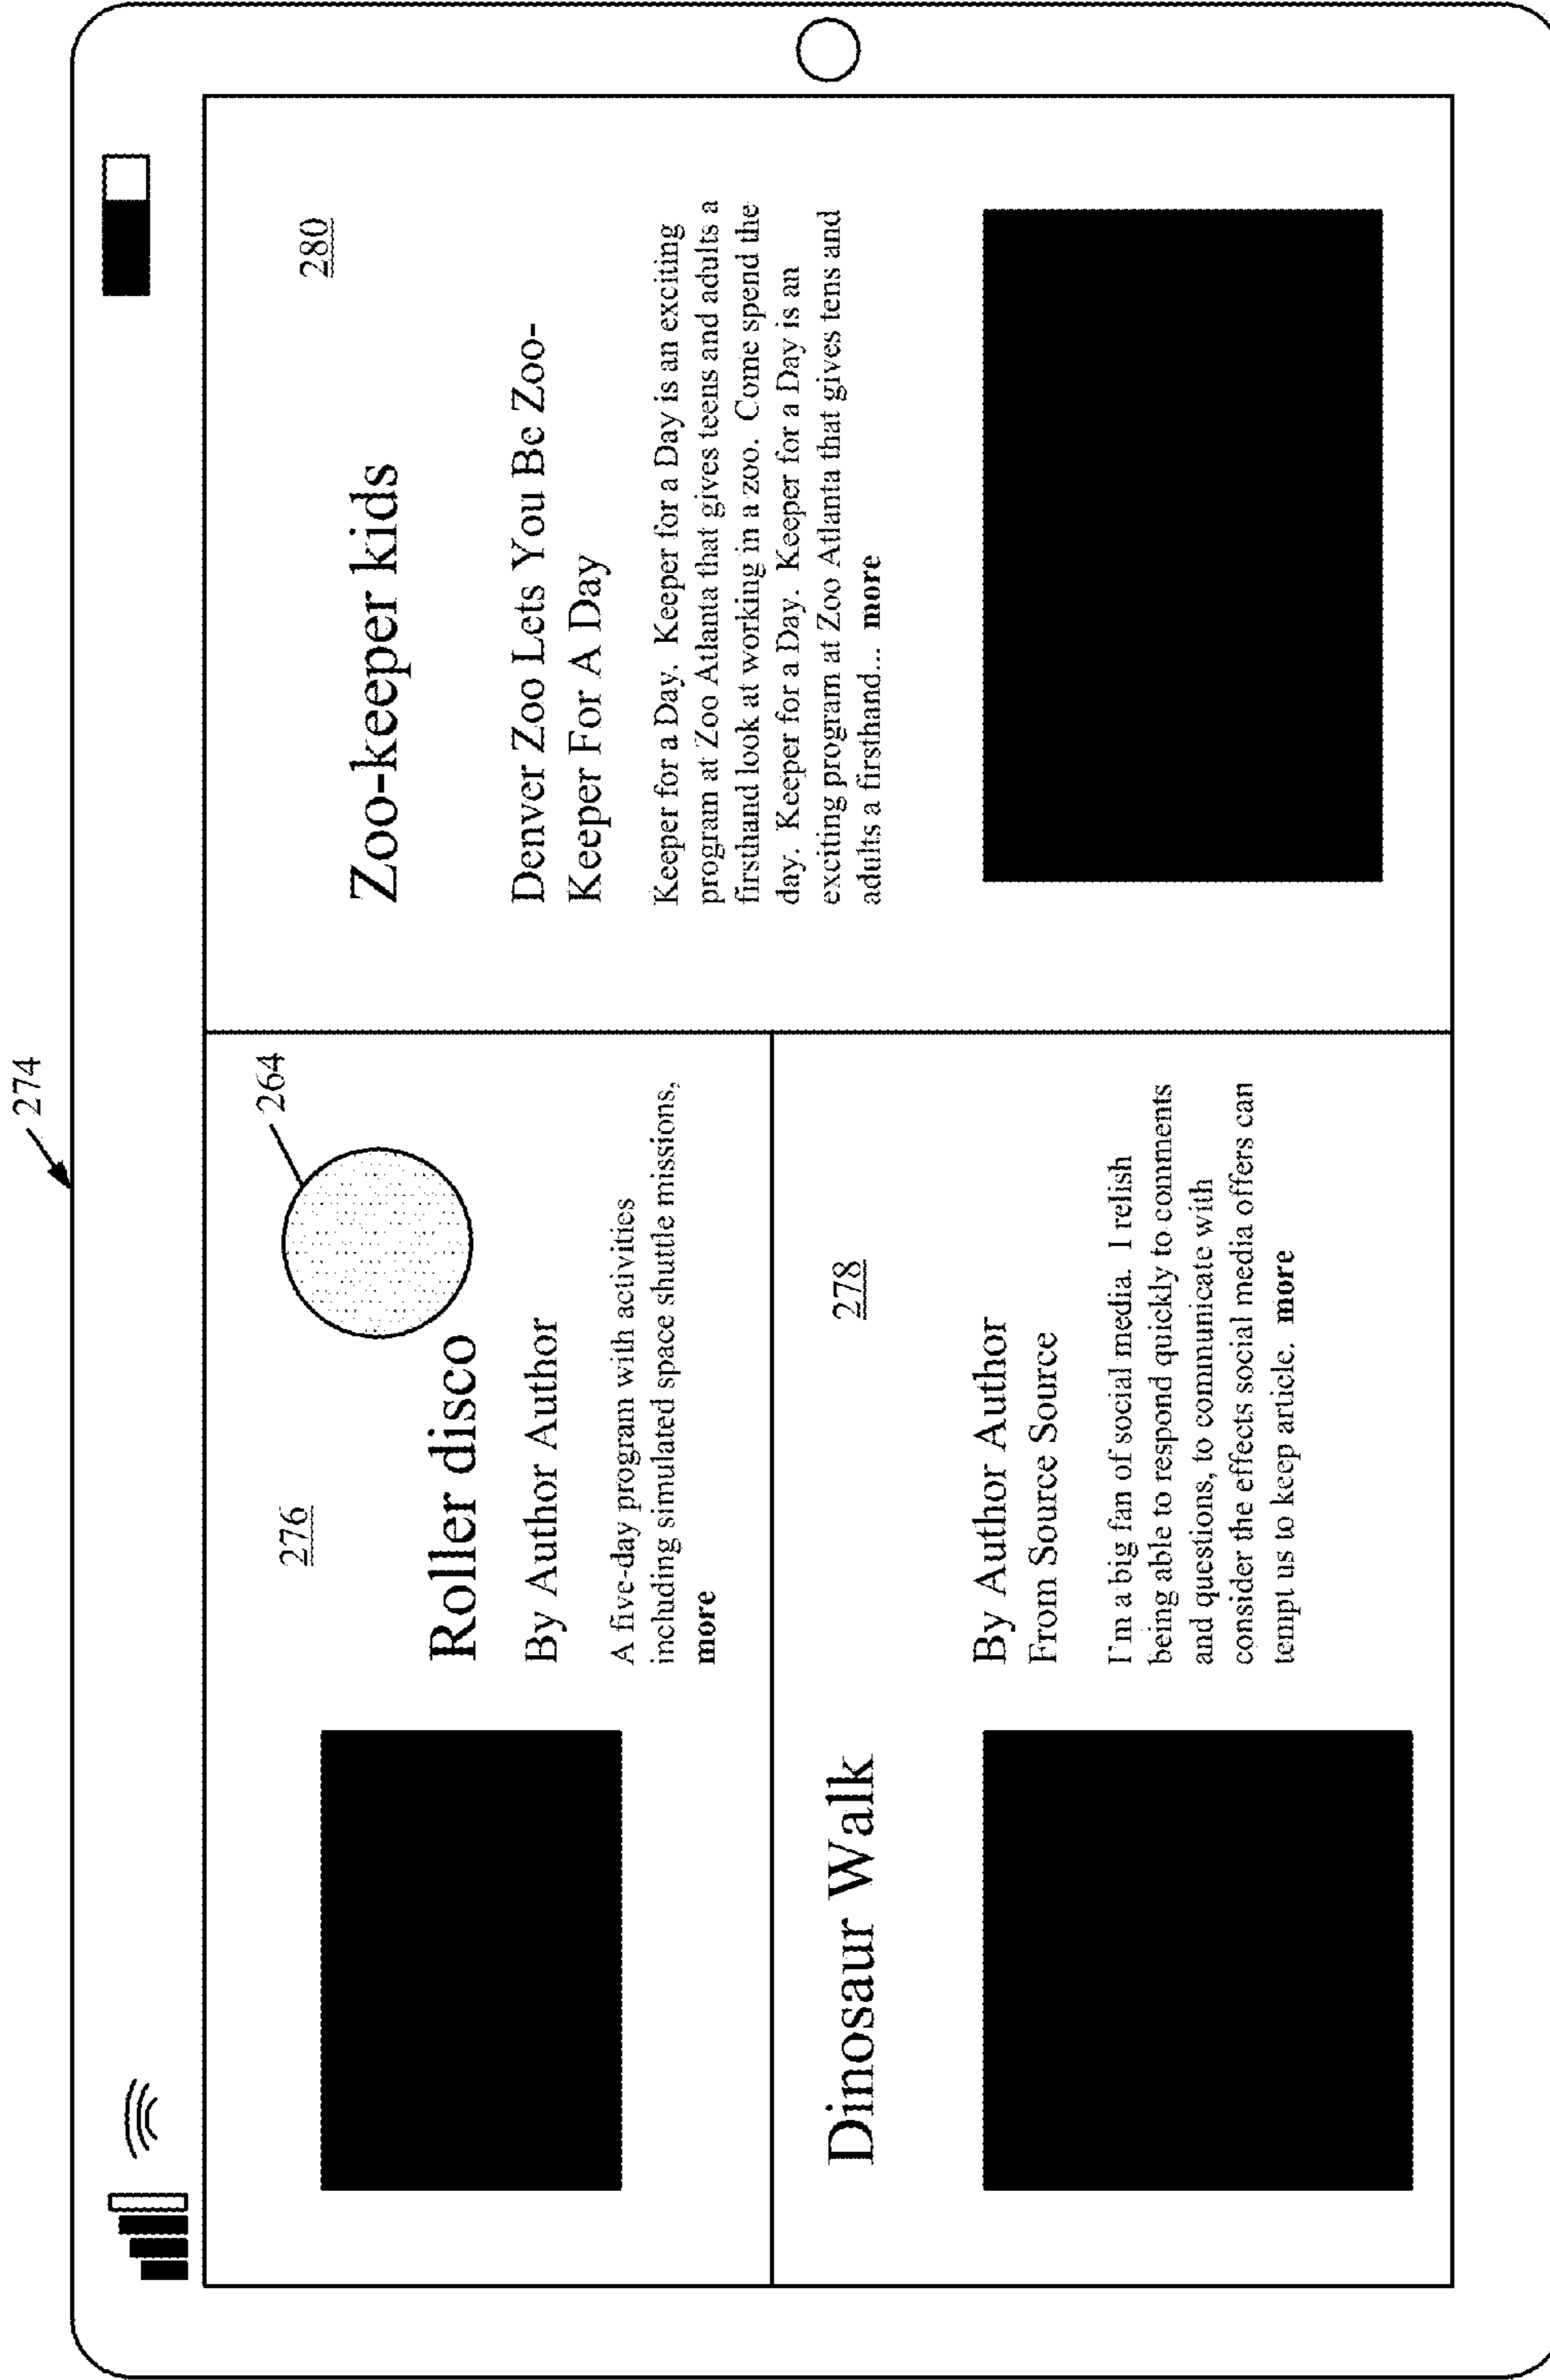 274
276
264
Roller disco
By Author Author
A five-day program with activities
including simulated space shuttle missions,
more
Dinosaur Walk
278
By Author Author
From Source Source
I'm a big fan of social media. I relish
being able to respond quickly to comments
and questions, to communicate with
consider the effects social media offers can
tempt us to keep article. more
280
Zoo-keeper kids
Denver Zoo Lets You Be Zoo-
Keeper For A Day
Keeper for a Day. Keeper for a Day is an exciting
program at Zoo Atlanta that gives teens and adults a
firsthand look at working in a zoo. Come spend the
day. Keeper for a Day. Keeper for a Day is an
exciting program at Zoo Atlanta that gives tens and
adults a firsthand... more